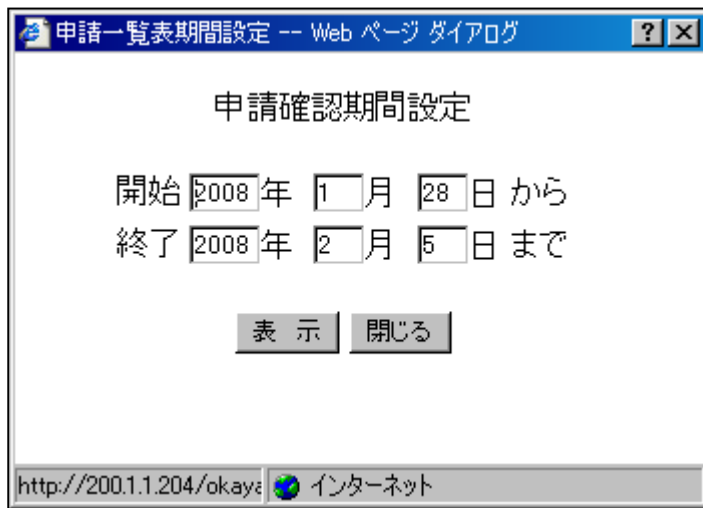 申請一覧表期間設定 -- Web ページ ダイアログ
申請確認期間設定
開始 2008 年 1 月 28 日 から
終了 2008 年 2 月 5 日 まで
表 示 閉じる
http://200.1.1.204/okaya インターネット